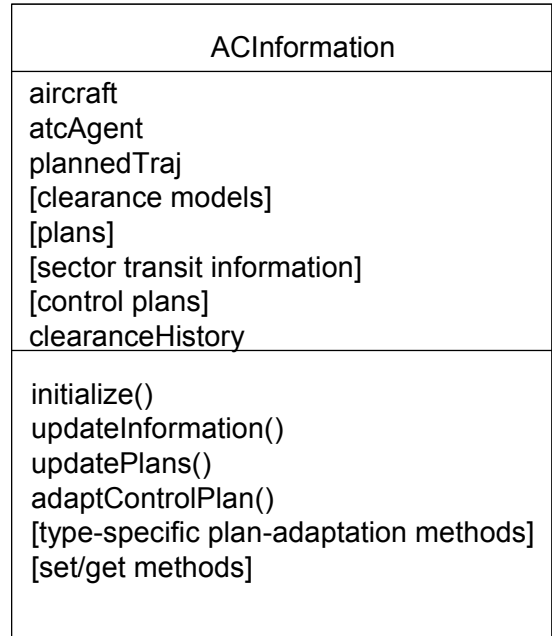 ACInformation
aircraft
atcAgent
plannedTraj
[clearance models]
[plans]
[sector transit information]
[control plans]
clearanceHistory
initialize()
updateInformation()
updatePlans()
adaptControlPlan()
[type-specific plan-adaptation methods]
[set/get methods]